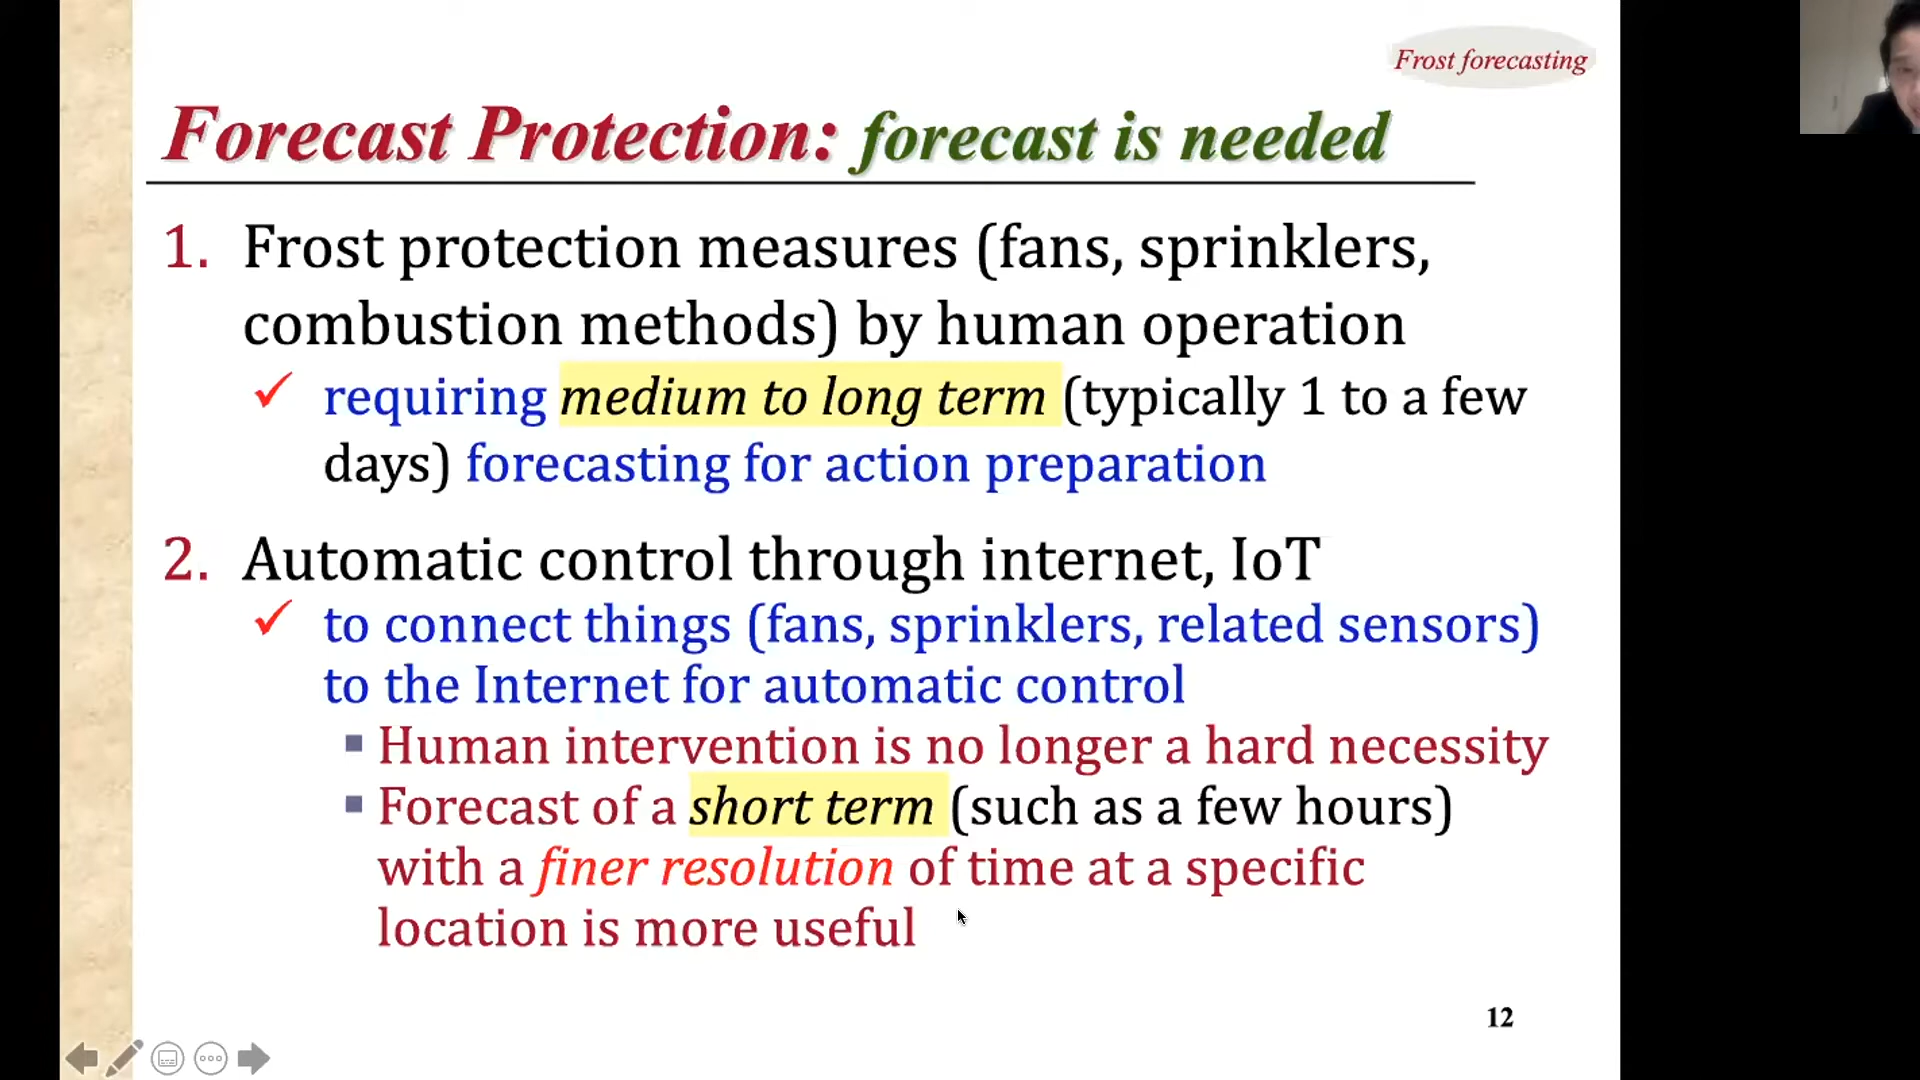 Frost forecasting
Forecast Protection: forecast is needed
1. Frost protection measures (fans, sprinklers,
combustion methods) by human operation
✓ requiring medium to long term (typically 1 to a few
days) forecasting for action preparation
2. Automatic control through internet, IoT
✓ to connect things (fans, sprinklers, related sensors)
to the Internet for automatic control
▪ Human intervention is no longer a hard necessity
▪ Forecast of a short term (such as a few hours)
with a finer resolution of time at a specific
location is more useful
12